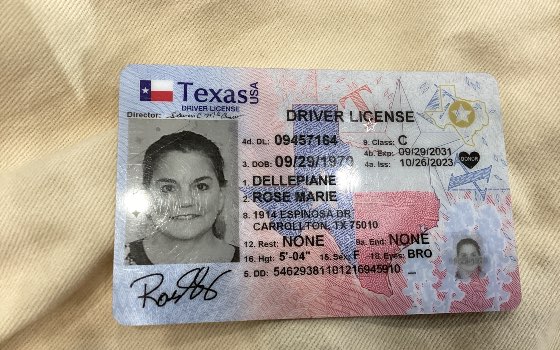 Texas USA
DRIVER LICENSE
Director:
DRIVER LICENSE
4d. DL: 09457164 9. Class: C
4b. Exp: 09/29/2031
3. DOB: 09/29/1970 4a. Iss: 10/26/2023
DONOR
1. DELLEPIANE
2. ROSE MARIE
8. 1914 ESPINOSA DR
CARROLLTON, TX 75010
12. Rest: NONE 9a. End: NONE
16. Hgt: 5'-04" 15. Sex: F 18. Eyes: BRO
5. DD: 54629381101216945910